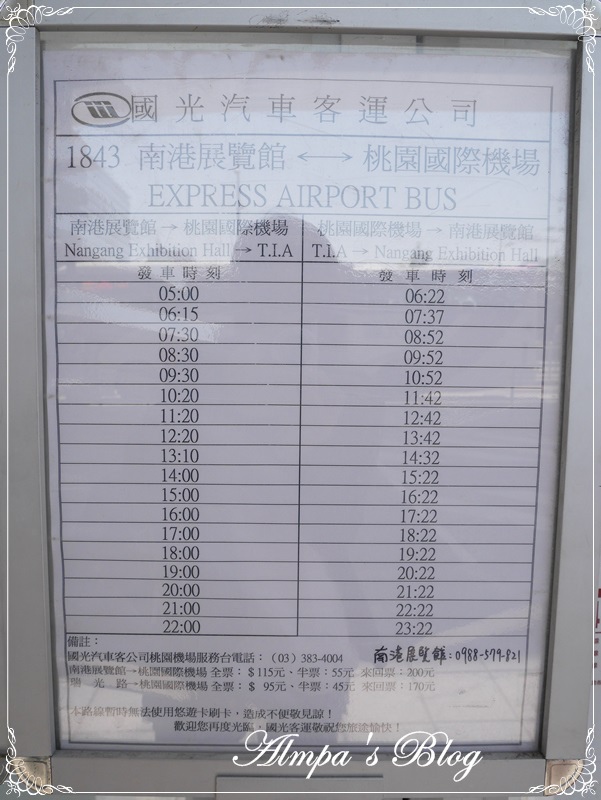 國光汽車客運公司
1843 南港展覽館 ←→ 桃園國際機場
EXPRESS AIRPORT BUS
南港展覽館 → 桃園國際機場 桃園國際機場 → 南港展覽館
Nangang Exhibition Hall → T.I.A T.I.A → Nangang Exhibition Hall
發車時刻 發車時刻
05:00 06:22
06:15 07:37
07:30 08:52
08:30 09:52
09:30 10:52
10:20 11:42
11:20 12:42
12:20 13:42
13:10 14:32
14:00 15:22
15:00 16:22
16:00 17:22
17:00 18:22
18:00 19:22
19:00 20:22
20:00 21:22
21:00 22:22
22:00 23:22
備註：
國光汽車客公司桃園機場服務台電話：（03）383-4004 南港展覽館：0988-579-821
南港展覽館→桃園國際機場 全票：＄115元、半票：55元 來回票：200元
陽 光 路→桃園國際機場 全票：＄ 95元、半票：45元 來回票：170元
本路線暫時無法使用悠遊卡刷卡，造成不便敬見諒！
歡迎您再度光臨，國光客運敬祝您旅途愉快！
Almpa 's Blog